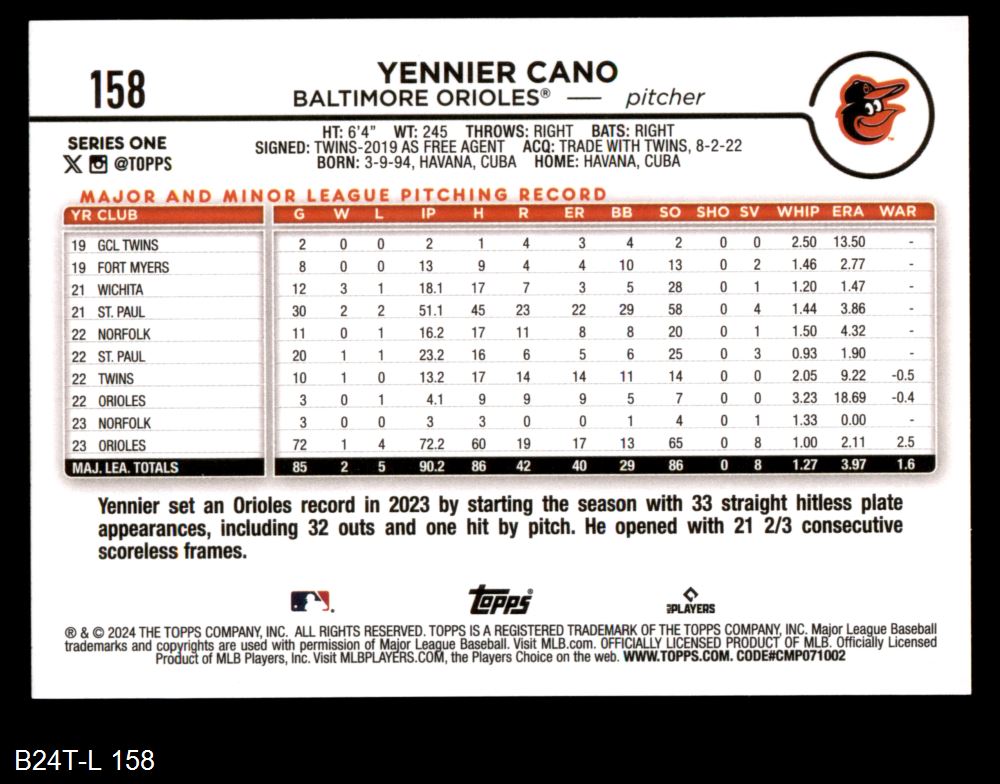 158
YENNIER CANO
BALTIMORE ORIOLES® — pitcher
SERIES ONE
@TOPPS
HT: 6'4" WT: 245 THROWS: RIGHT BATS: RIGHT
SIGNED: TWINS-2019 AS FREE AGENT ACQ: TRADE WITH TWINS, 8-2-22
BORN: 3-9-94, HAVANA, CUBA HOME: HAVANA, CUBA
MAJOR AND MINOR LEAGUE PITCHING RECORD
YR CLUB G W L IP H R ER BB SO SHO SV WHIP ERA WAR
19 GCL TWINS 2 0 0 2 1 4 3 4 2 0 0 2.50 13.50 -
19 FORT MYERS 8 0 0 13 9 4 4 10 13 0 2 1.46 2.77 -
21 WICHITA 12 3 1 18.1 17 7 3 5 28 0 1 1.20 1.47 -
21 ST. PAUL 30 2 2 51.1 45 23 22 29 58 0 4 1.44 3.86 -
22 NORFOLK 11 0 1 16.2 17 11 8 8 20 0 1 1.50 4.32 -
22 ST. PAUL 20 1 1 23.2 16 6 5 6 25 0 3 0.93 1.90 -
22 TWINS 10 1 0 13.2 17 14 14 11 14 0 0 2.05 9.22 -0.5
22 ORIOLES 3 0 1 4.1 9 9 9 5 7 0 0 3.23 18.69 -0.4
23 NORFOLK 3 0 0 3 3 0 0 1 4 0 1 1.33 0.00 -
23 ORIOLES 72 1 4 72.2 60 19 17 13 65 0 8 1.00 2.11 2.5
MAJ. LEA. TOTALS 85 2 5 90.2 86 42 40 29 86 0 8 1.27 3.97 1.6
Yennier set an Orioles record in 2023 by starting the season with 33 straight hitless plate
appearances, including 32 outs and one hit by pitch. He opened with 21 2/3 consecutive
scoreless frames.
Topps®
PLAYERS
® & © 2024 THE TOPPS COMPANY, INC. ALL RIGHTS RESERVED. TOPPS IS A REGISTERED TRADEMARK OF THE TOPPS COMPANY, INC. Major League Baseball
trademarks and copyrights are used with permission of Major League Baseball. Visit MLB.com. OFFICIALLY LICENSED PRODUCT OF MLB. Officially Licensed
Product of MLB Players, Inc. Visit MLBPLAYERS.COM, the Players Choice on the web. WWW.TOPPS.COM. CODE#CMP071002
B24T-L 158